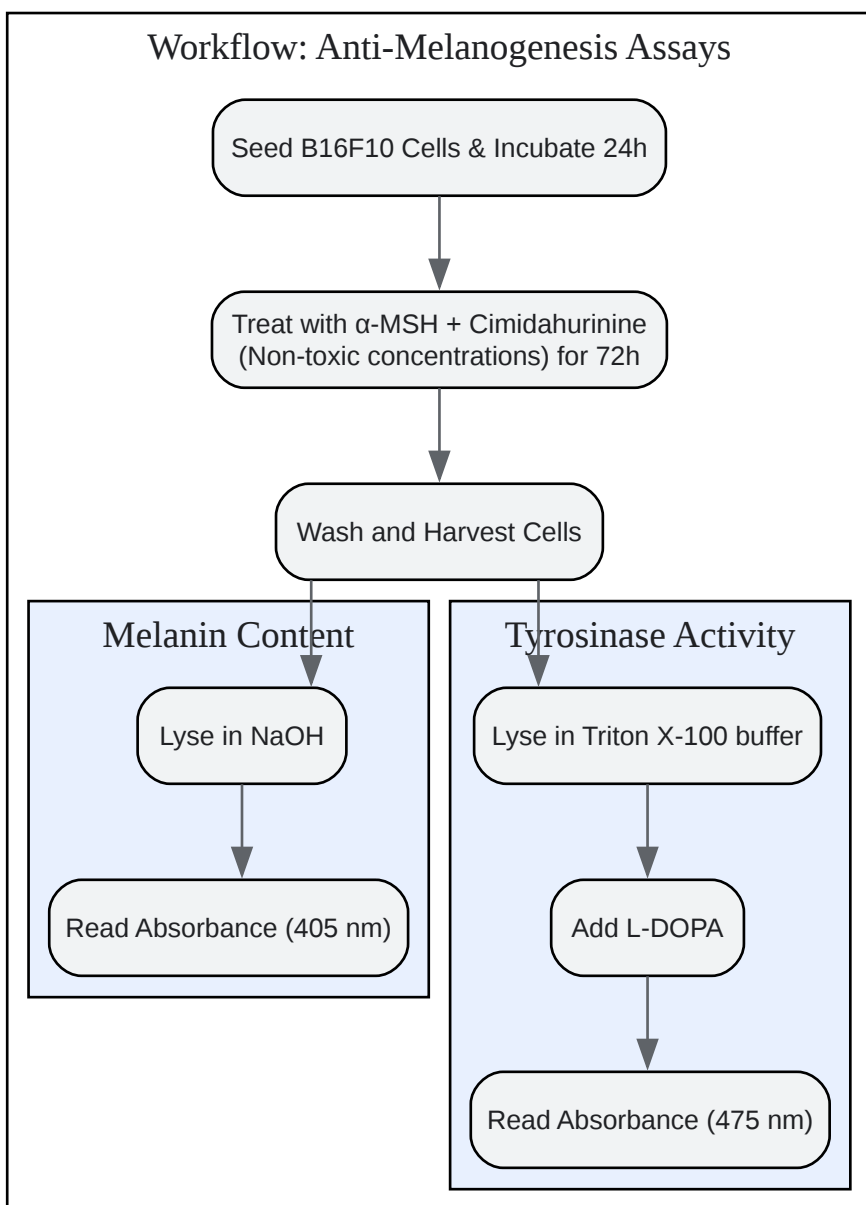 Workflow: Anti-Melanogenesis Assays
Seed B16F10 Cells & Incubate 24h
Treat with α-MSH + Cimidahurinine
(Non-toxic concentrations) for 72h
Wash and Harvest Cells
Melanin Content
Lyse in NaOH
Read Absorbance (405 nm)
Tyrosinase Activity
Lyse in Triton X-100 buffer
Add L-DOPA
Read Absorbance (475 nm)